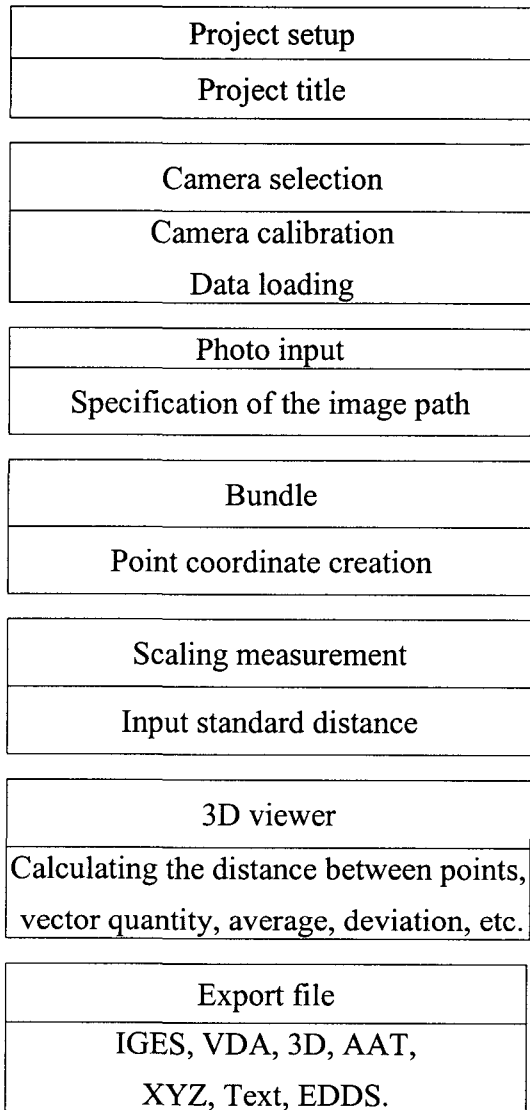 Project setup
Project title
Camera selection
Camera calibration
Data loading
Photo input
Specification of the image path
Bundle
Point coordinate creation
Scaling measurement
Input standard distance
3D viewer
Calculating the distance between points,
vector quantity, average, deviation, etc.
Export file
IGES, VDA, 3D, AAT,
XYZ, Text, EDDS.